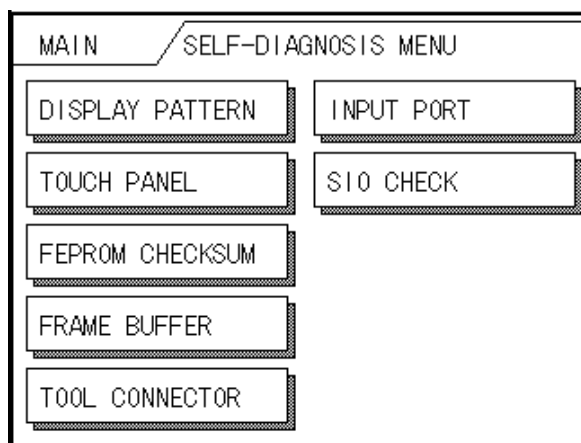 MAIN SELF-DIAGNOSIS MENU
DISPLAY PATTERN INPUT PORT
TOUCH PANEL SIO CHECK
FEPROM CHECKSUM
FRAME BUFFER
TOOL CONNECTOR